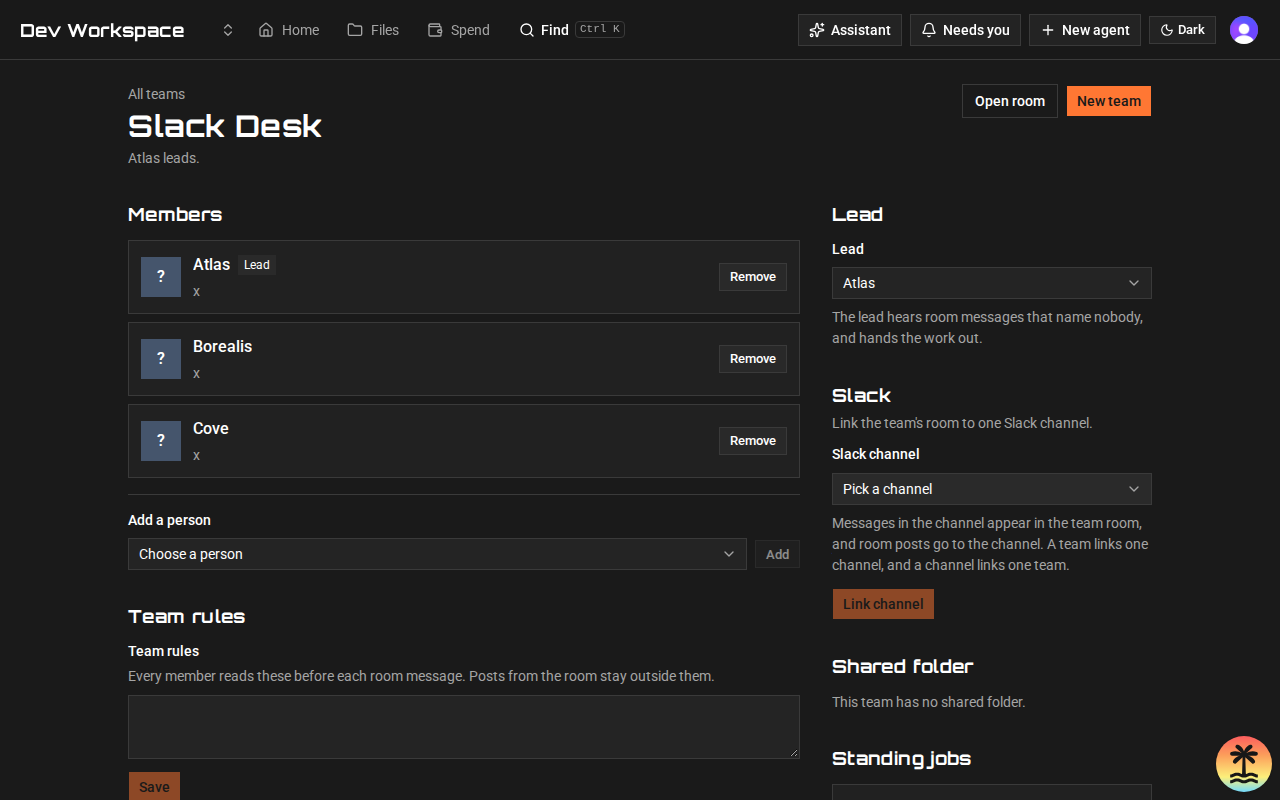 Dev Workspace
Home
Files
Spend
Find
Ctrl K
Assistant
Needs you
New agent
Dark
All teams
Slack Desk
Atlas leads.
Open room
New team
Members
? Atlas Lead
x
Remove
? Borealis
x
Remove
? Cove
x
Remove
Add a person
Choose a person
Add
Team rules
Team rules
Every member reads these before each room message. Posts from the room stay outside them.
Save
Lead
Lead
Atlas
The lead hears room messages that name nobody,
and hands the work out.
Slack
Link the team's room to one Slack channel.
Slack channel
Pick a channel
Messages in the channel appear in the team room,
and room posts go to the channel. A team links one
channel, and a channel links one team.
Link channel
Shared folder
This team has no shared folder.
Standing jobs